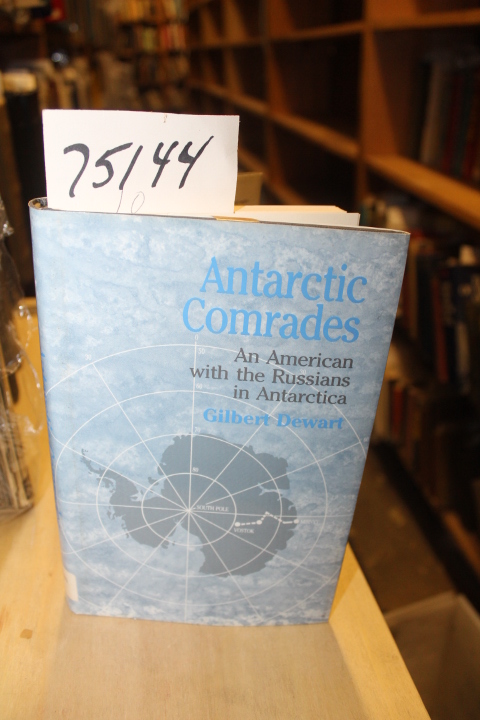 75144
Antarctic
Comrades
An American
with the Russians
in Antarctica
Gilbert Dewart
SOUTH POLE
VOSTOK